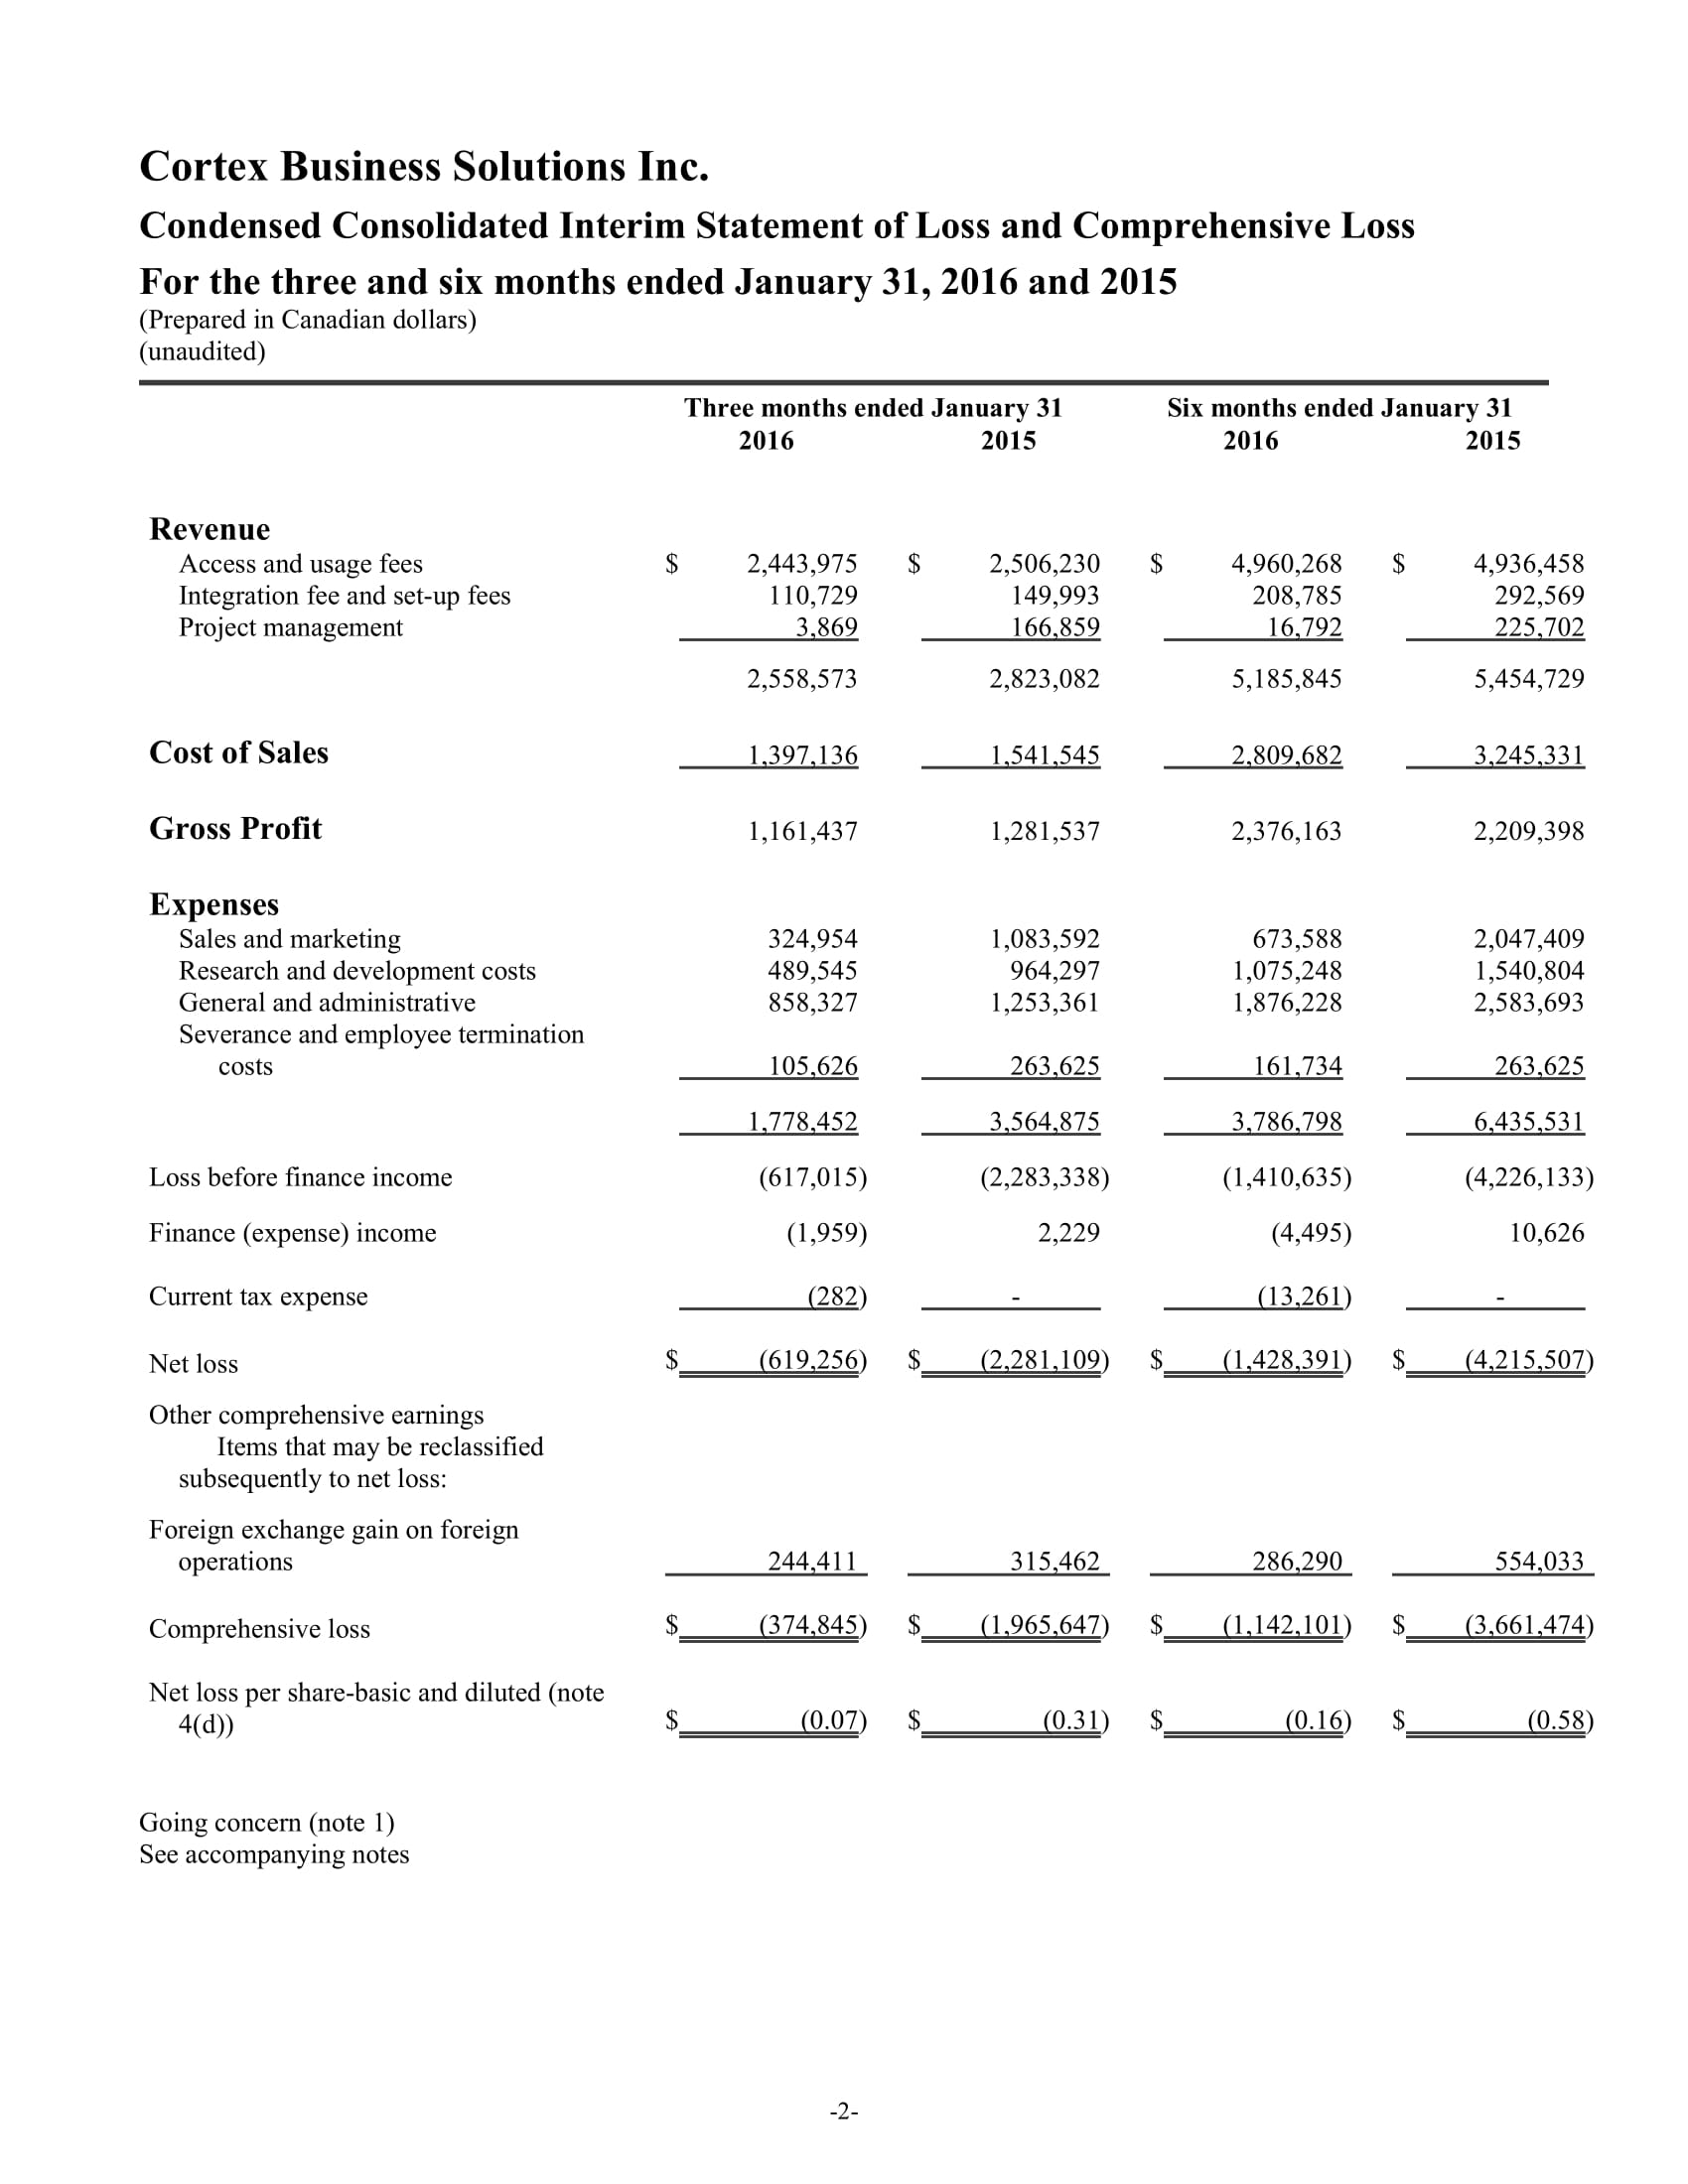 Cortex Business Solutions Inc.
Condensed Consolidated Interim Statement of Loss and Comprehensive Loss
For the three and six months ended January 31, 2016 and 2015
(Prepared in Canadian dollars)
(unaudited)
Three months ended January 31 Six months ended January 31
2016 2015 2016 2015
Revenue
Access and usage fees $ 2,443,975 $ 2,506,230 $ 4,960,268 $ 4,936,458
Integration fee and set-up fees 110,729 149,993 208,785 292,569
Project management 3,869 166,859 16,792 225,702
2,558,573 2,823,082 5,185,845 5,454,729
Cost of Sales 1,397,136 1,541,545 2,809,682 3,245,331
Gross Profit 1,161,437 1,281,537 2,376,163 2,209,398
Expenses
Sales and marketing 324,954 1,083,592 673,588 2,047,409
Research and development costs 489,545 964,297 1,075,248 1,540,804
General and administrative 858,327 1,253,361 1,876,228 2,583,693
Severance and employee termination
costs 105,626 263,625 161,734 263,625
1,778,452 3,564,875 3,786,798 6,435,531
Loss before finance income (617,015) (2,283,338) (1,410,635) (4,226,133)
Finance (expense) income (1,959) 2,229 (4,495) 10,626
Current tax expense (282) - (13,261) -
Net loss $ (619,256) $ (2,281,109) $ (1,428,391) $ (4,215,507)
Other comprehensive earnings
Items that may be reclassified
subsequently to net loss:
Foreign exchange gain on foreign
operations 244,411 315,462 286,290 554,033
Comprehensive loss $ (374,845) $ (1,965,647) $ (1,142,101) $ (3,661,474)
Net loss per share-basic and diluted (note
4(d)) $ (0.07) $ (0.31) $ (0.16) $ (0.58)
Going concern (note 1)
See accompanying notes
-2-